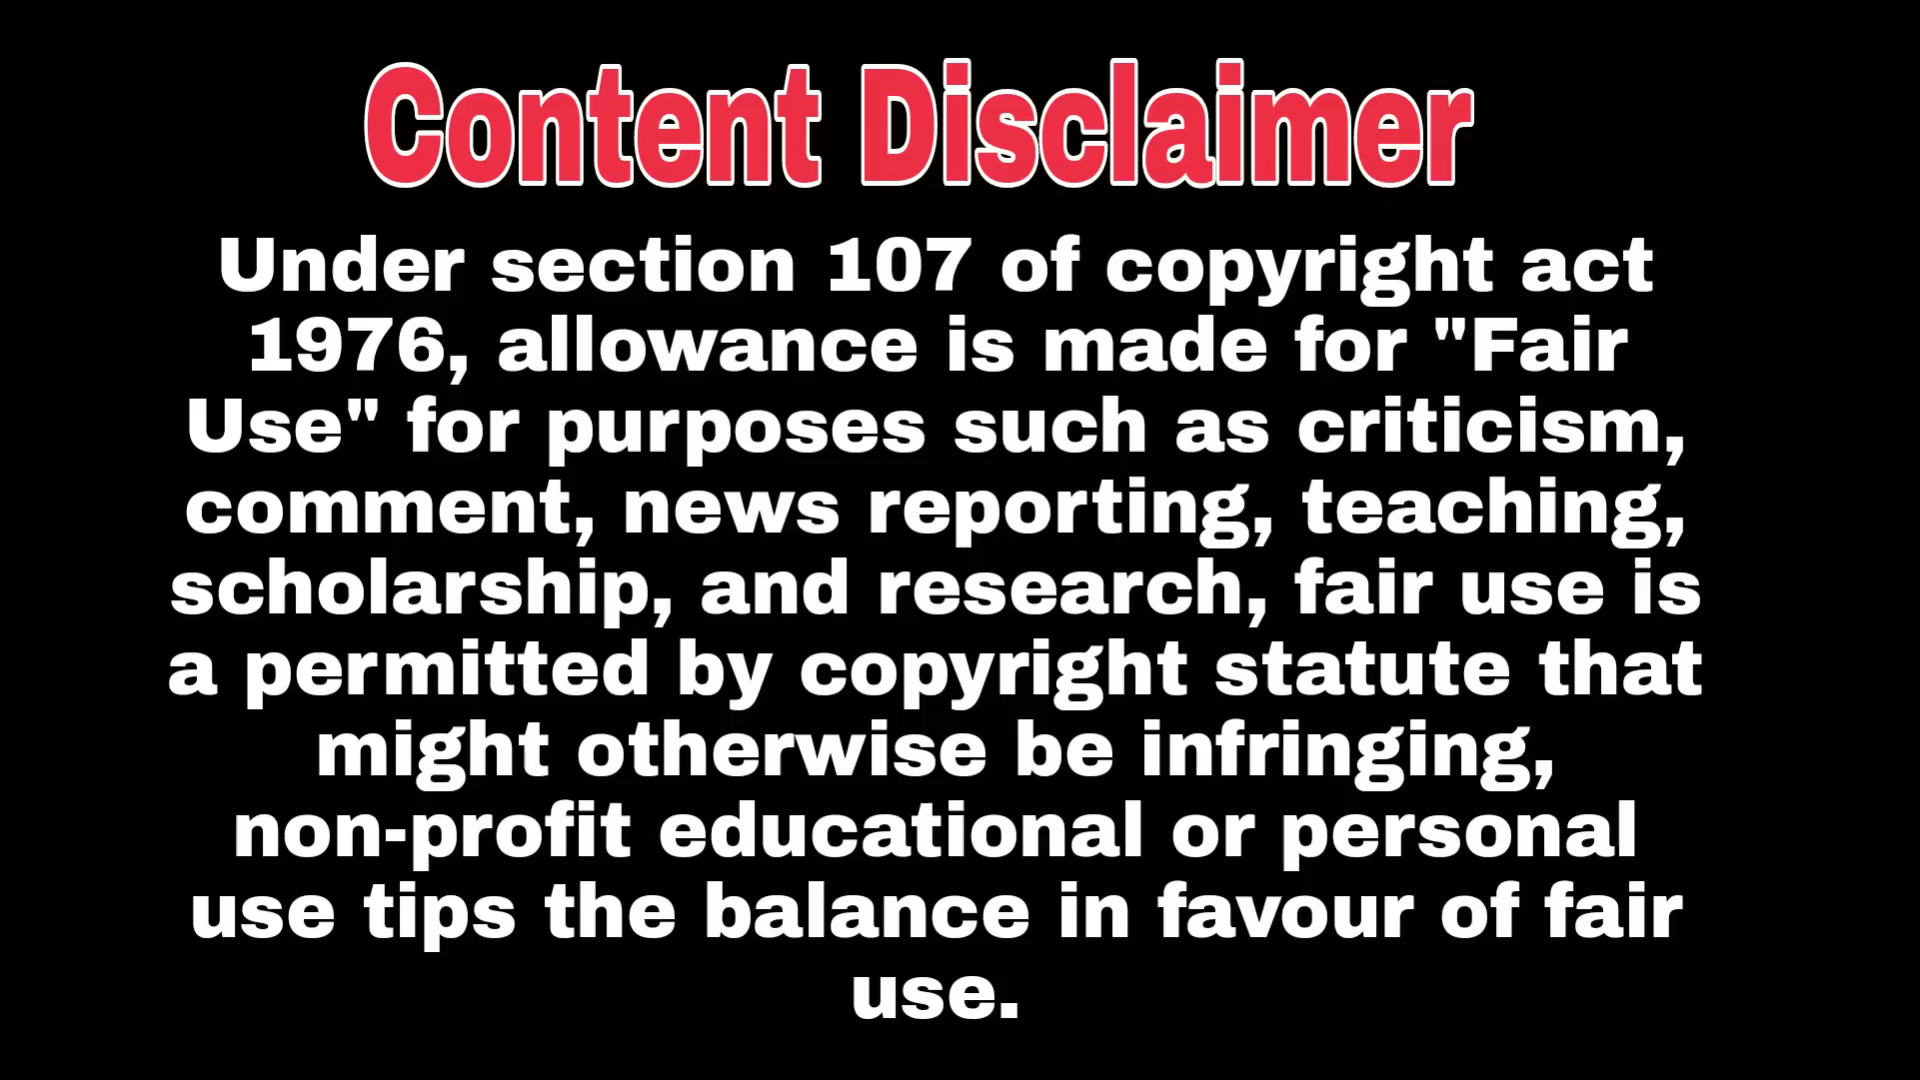 Content Disclaimer
Under section 107 of copyright act
1976, allowance is made for "Fair
Use" for purposes such as criticism,
comment, news reporting, teaching,
scholarship, and research, fair use is
a permitted by copyright statute that
might otherwise be infringing,
non-profit educational or personal
use tips the balance in favour of fair
use.